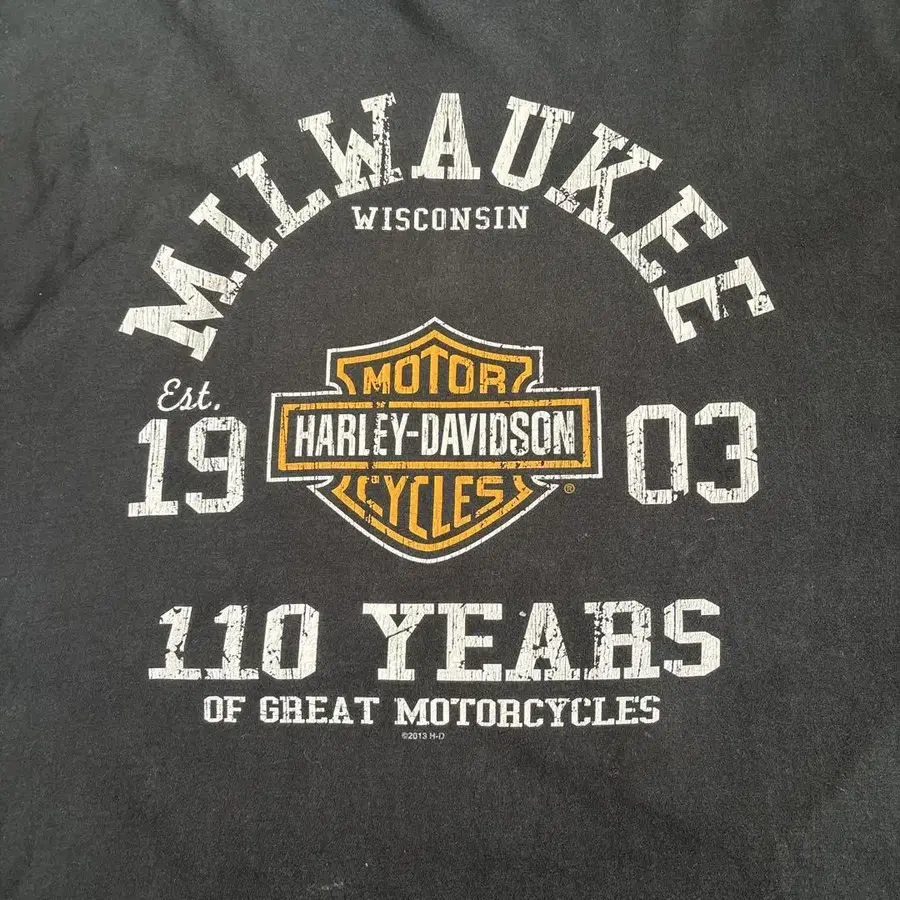 MILWAUKEE
WISCONSIN
Est.
19 03
MOTOR
HARLEY-DAVIDSON
CYCLES ®
110 YEARS
OF GREAT MOTORCYCLES
©2013 H-D